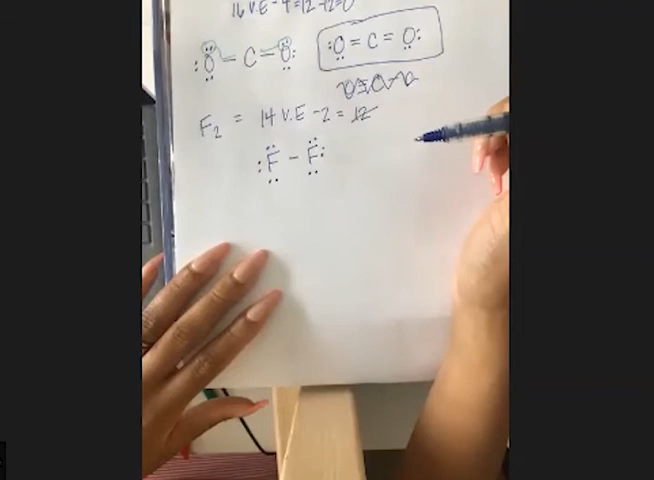 16 V.E - 4 = 12 - 12 = 0
:O - C = O:
:O = C = O:
F2 = 14 V.E - 2 = 12
:F - F: